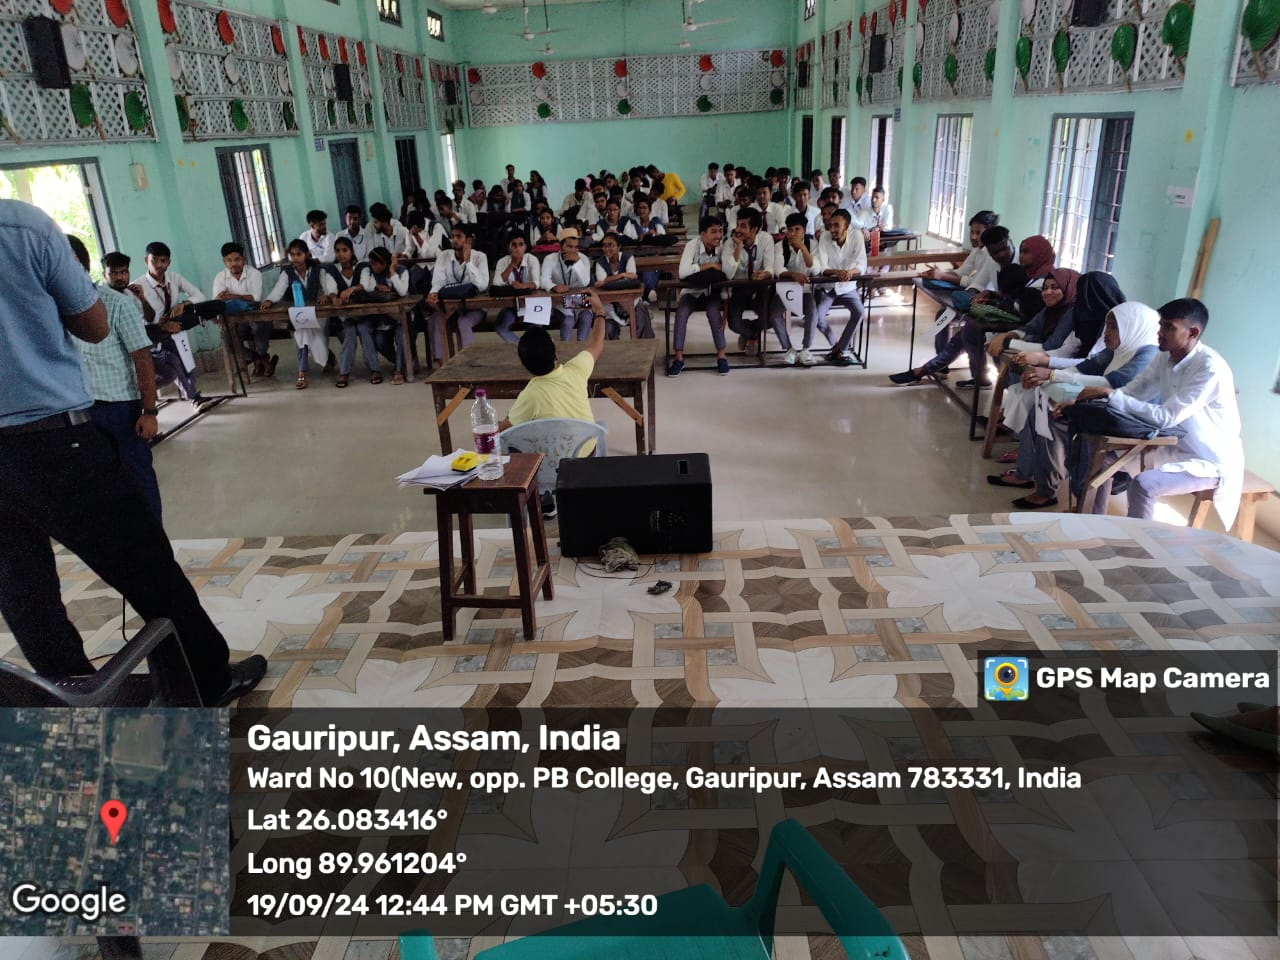 G
D
C
GPS Map Camera
Gauripur, Assam, India
Ward No 10(New, opp. PB College, Gauripur, Assam 783331, India
Lat 26.083416°
Long 89.961204°
19/09/24 12:44 PM GMT +05:30
Google